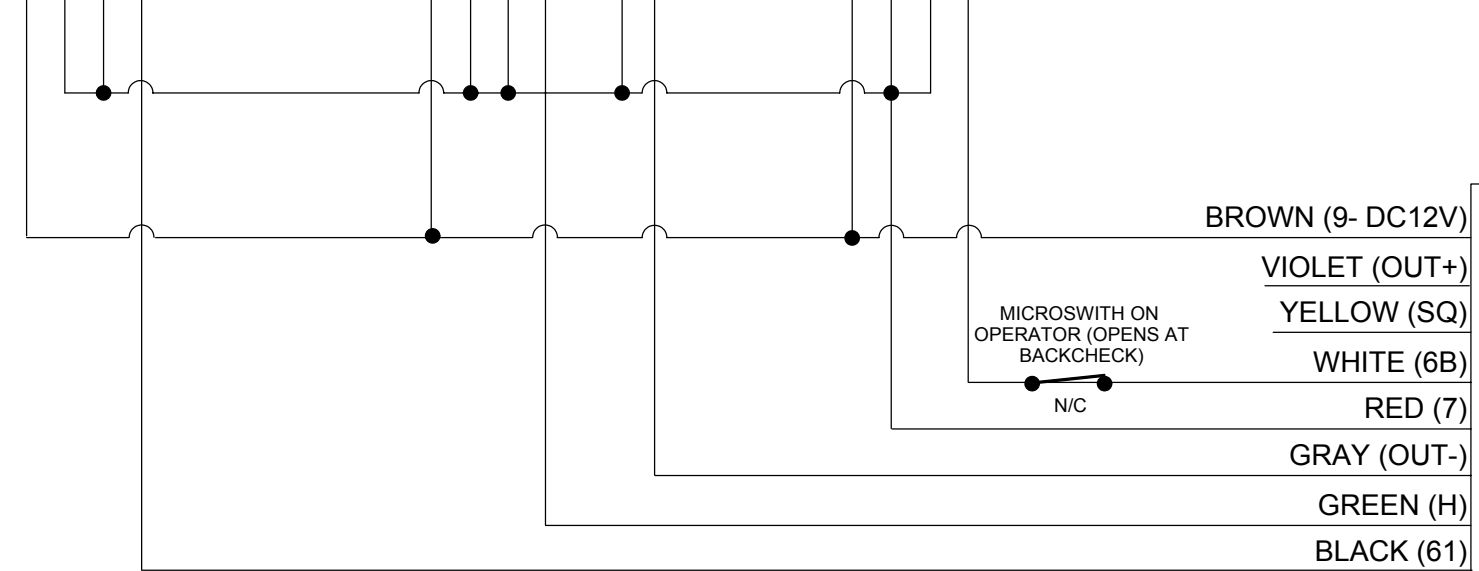 BROWN (9- DC12V)
VIOLET (OUT+)
YELLOW (SQ)
MICROSWITH ON
OPERATOR (OPENS AT
BACKCHECK)
WHITE (6B)
N/C
RED (7)
GRAY (OUT-)
GREEN (H)
BLACK (61)